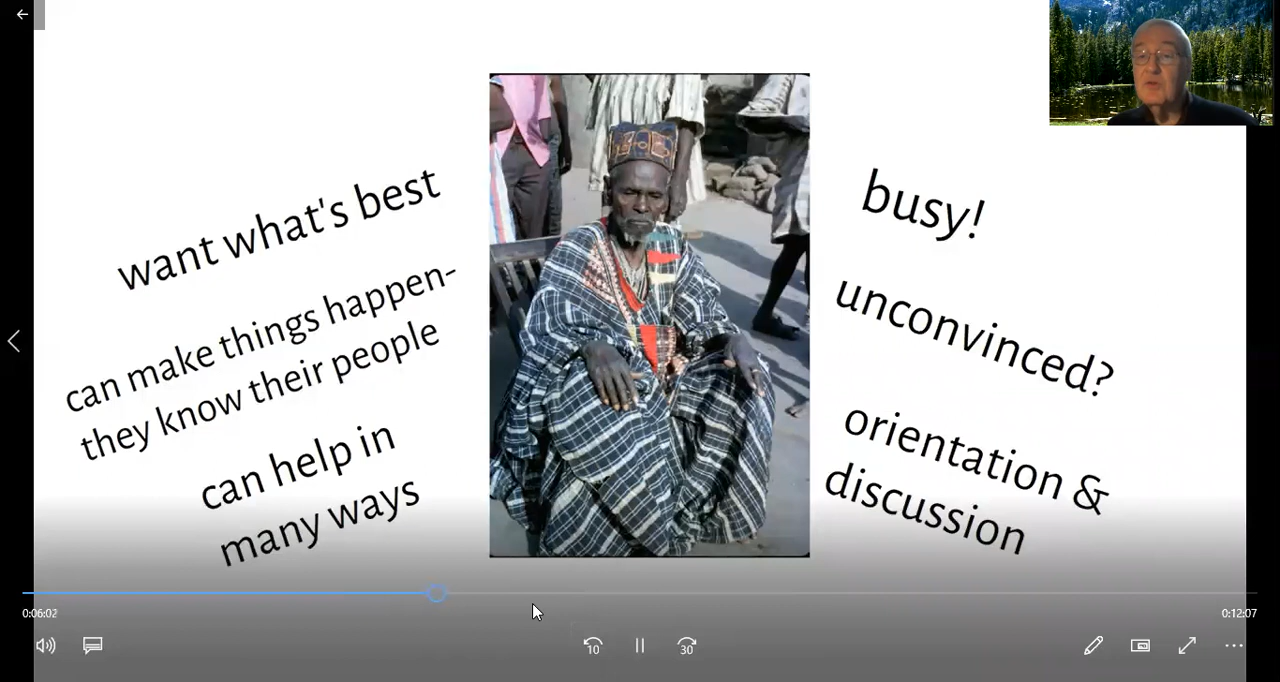 want what's best
can make things happen-
they know their people
can help in
many ways
busy!
unconvinced?
orientation &
discussion
0:06:02
0:12:07
10
30